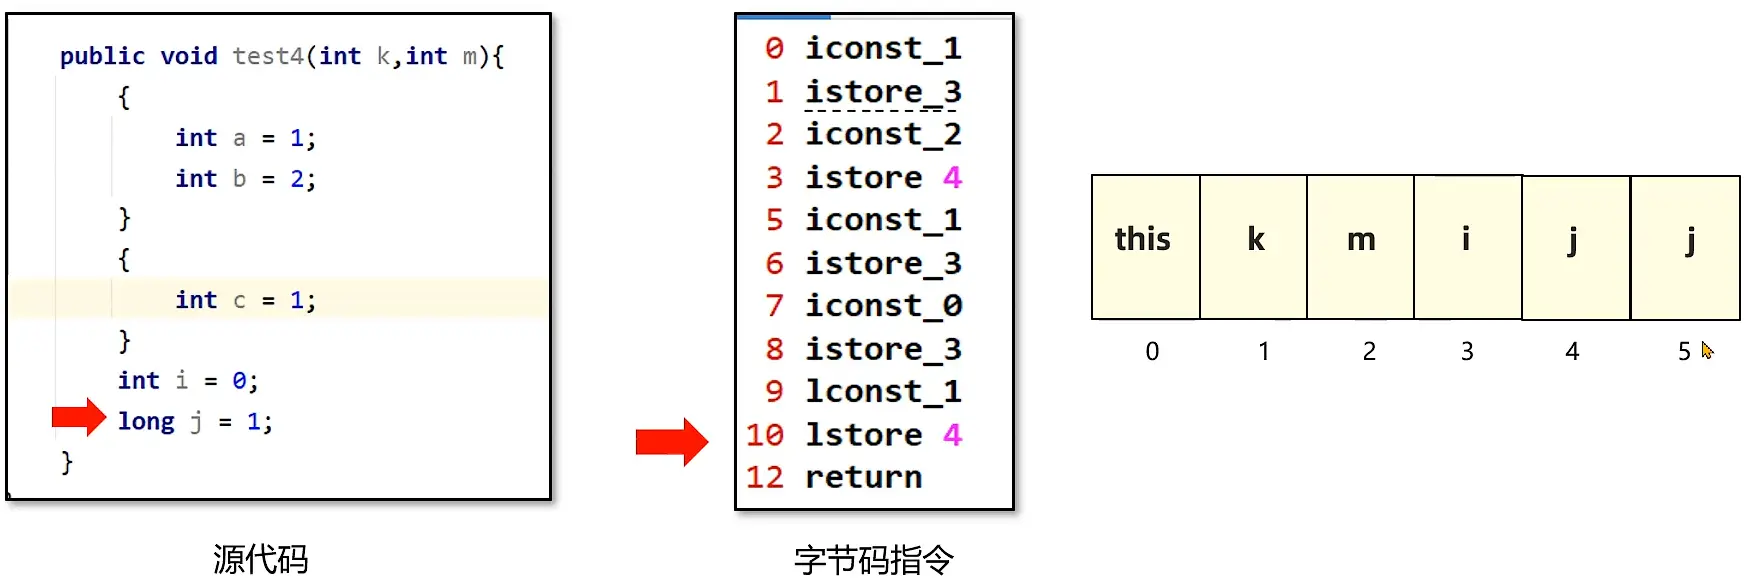 public void test4(int k,int m){
{
int a = 1;
int b = 2;
}
{
int c = 1;
}
int i = 0;
long j = 1;
}
源代码
0 iconst_1
1 istore_3
2 iconst_2
3 istore 4
5 iconst_1
6 istore_3
7 iconst_0
8 istore_3
9 lconst_1
10 lstore 4
12 return
字节码指令
this k m i j j
0 1 2 3 4 5